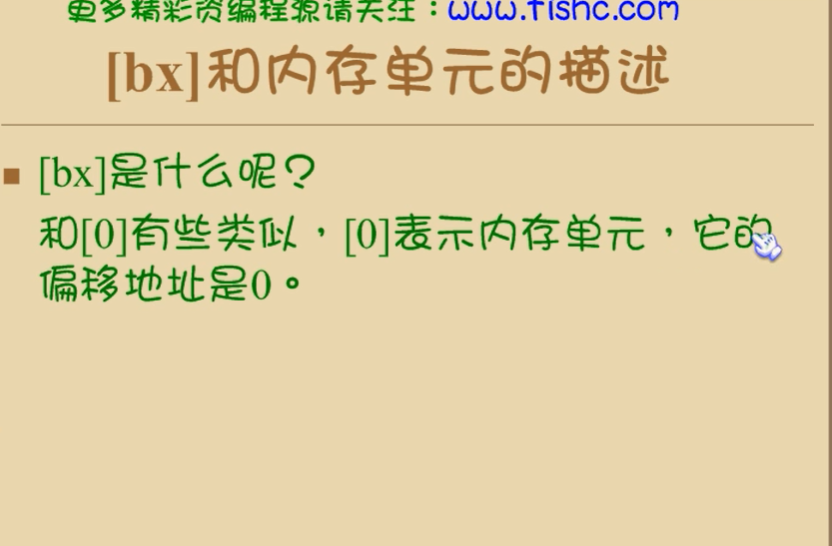 更多精彩资编程源请关注：www.fishc.com
[bx]和内存单元的描述
[bx]是什么呢？
和[0]有些类似，[0]表示内存单元，它的
偏移地址是0。